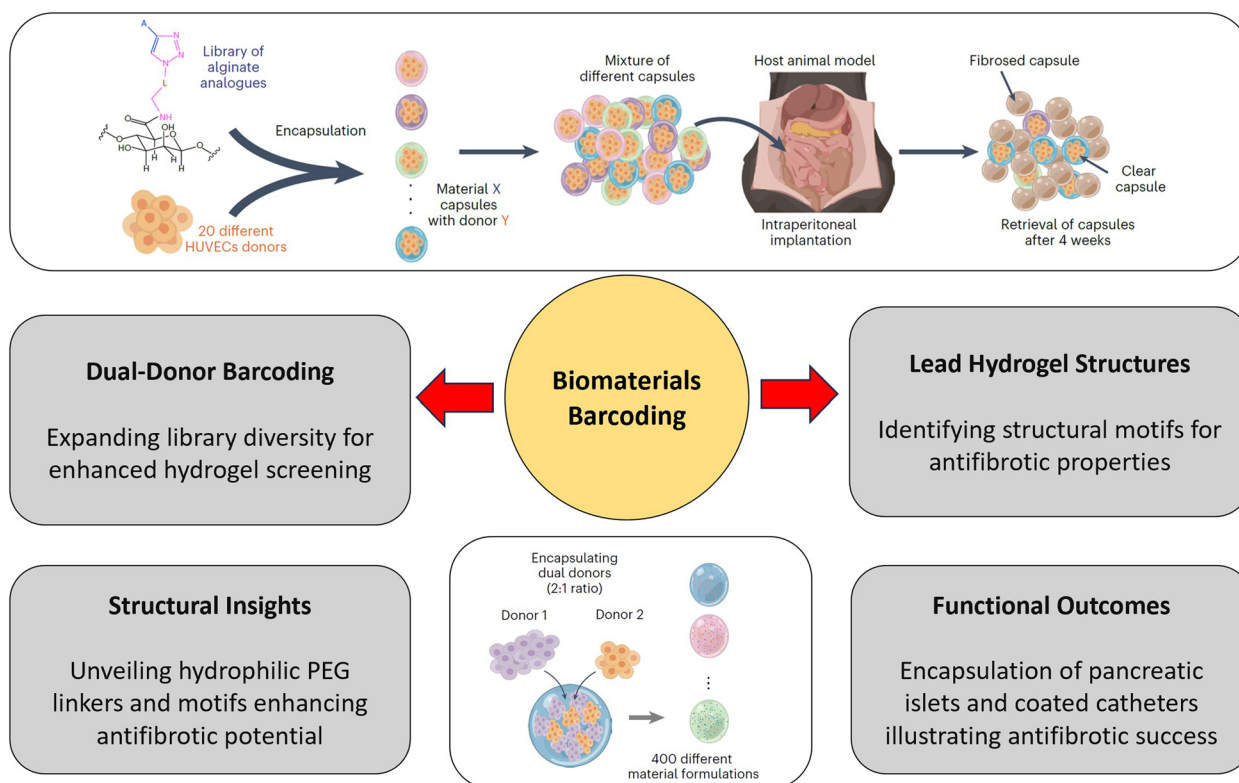 A
N
N
N
L
NH
O
OH
O
HO
H
H
O
O
Library of
alginate
analogues
20 different
HUVECs donors
Encapsulation
Material X
capsules
with donor Y
Mixture of
different capsules
Host animal model
Intraperitoneal
implantation
Fibrosed capsule
Clear
capsule
Retrieval of capsules
after 4 weeks
Dual-Donor Barcoding
Expanding library diversity for
enhanced hydrogel screening
Biomaterials
Barcoding
Lead Hydrogel Structures
Identifying structural motifs for
antifibrotic properties
Structural Insights
Unveiling hydrophilic PEG
linkers and motifs enhancing
antifibrotic potential
Encapsulating
dual donors
(2:1 ratio)
Donor 1
Donor 2
400 different
material formulations
Functional Outcomes
Encapsulation of pancreatic
islets and coated catheters
illustrating antifibrotic success